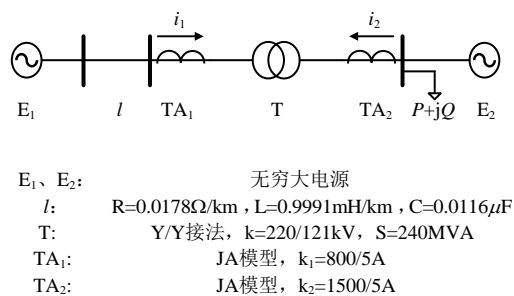 i₁ i₂
E₁ l TA₁ T TA₂ P+jQ E₂
E₁、E₂: 无穷大电源
l: R=0.0178Ω/km , L=0.9991mH/km , C=0.0116μF
T: Y/Y接法, k=220/121kV, S=240MVA
TA₁: JA模型, k₁=800/5A
TA₂: JA模型, k₂=1500/5A